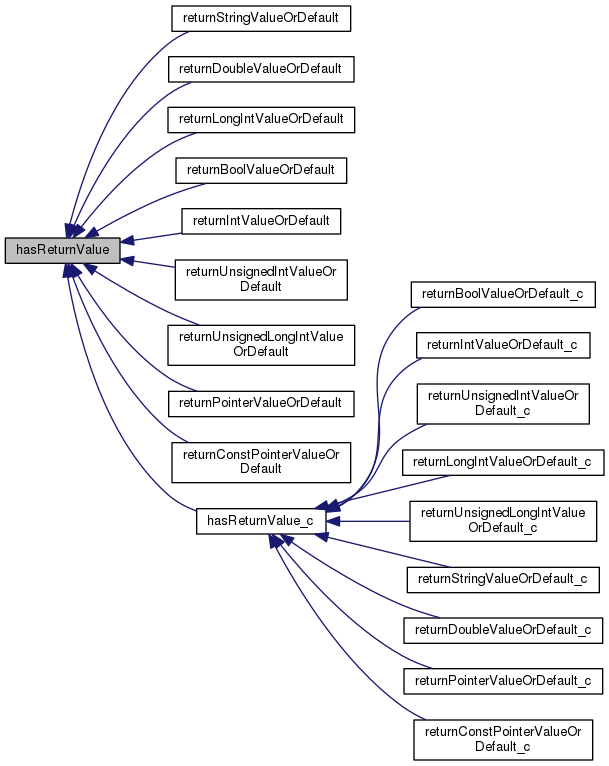 returnStringValueOrDefault
returnDoubleValueOrDefault
returnLongIntValueOrDefault
returnBoolValueOrDefault
returnIntValueOrDefault
hasReturnValue
returnUnsignedIntValueOr
Default
returnUnsignedLongIntValue
OrDefault
returnPointerValueOrDefault
returnConstPointerValueOr
Default
hasReturnValue_c
returnBoolValueOrDefault_c
returnIntValueOrDefault_c
returnUnsignedIntValueOr
Default_c
returnLongIntValueOrDefault_c
returnUnsignedLongIntValue
OrDefault_c
returnStringValueOrDefault_c
returnDoubleValueOrDefault_c
returnPointerValueOrDefault_c
returnConstPointerValueOr
Default_c